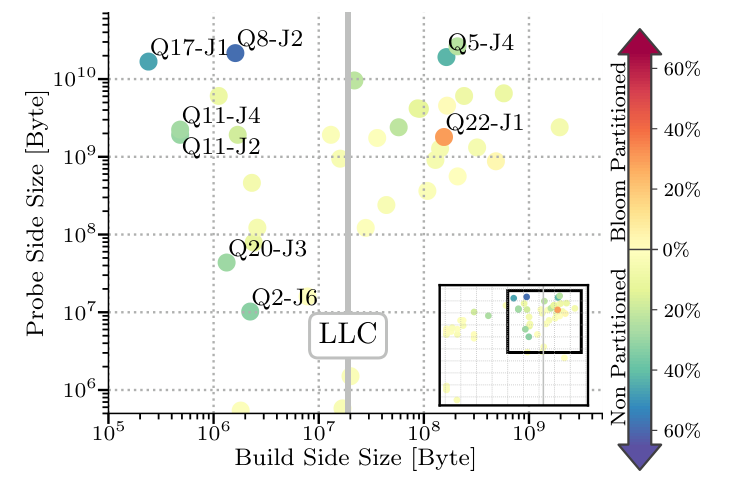 Q17-J1
Q8-J2
Q5-J4
Q11-J4
Q11-J2
Q22-J1
Q20-J3
Q2-J6
LLC
10^10
10^9
10^8
10^7
10^6
Probe Side Size [Byte]
10^5
10^6
10^7
10^8
10^9
Build Side Size [Byte]
Bloom Partitioned
Non Partitioned
60%
40%
20%
0%
20%
40%
60%